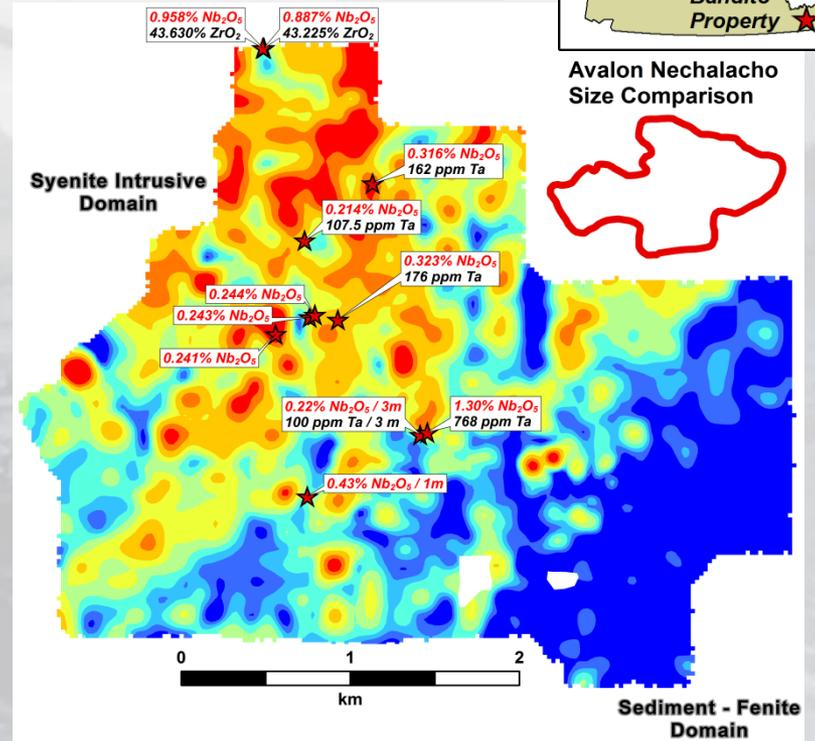 0.958% Nb₂O₅
43.630% ZrO₂
0.887% Nb₂O₅
43.225% ZrO₂
Property
Avalon Nechalacho
Size Comparison
Syenite Intrusive
Domain
0.316% Nb₂O₅
162 ppm Ta
0.214% Nb₂O₅
107.5 ppm Ta
0.323% Nb₂O₅
176 ppm Ta
0.244% Nb₂O₅
0.243% Nb₂O₅
0.241% Nb₂O₅
0.22% Nb₂O₅ / 3m
100 ppm Ta / 3 m
1.30% Nb₂O₅
768 ppm Ta
0.43% Nb₂O₅ / 1m
0 1 2
km
Sediment - Fenite
Domain